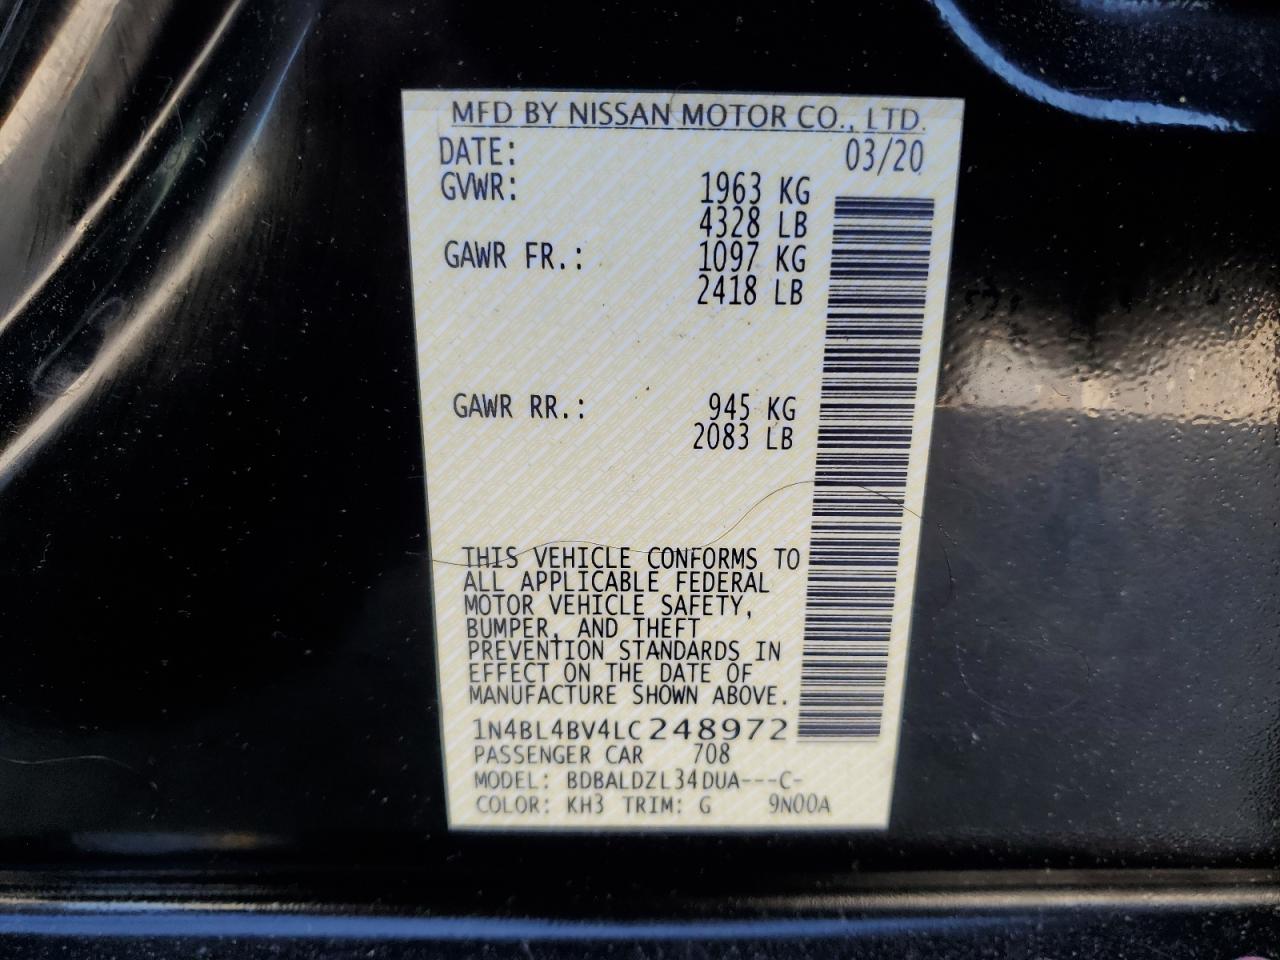 MFD BY NISSAN MOTOR CO., LTD.
DATE: 03/20
GVWR: 1963 KG
4328 LB
GAWR FR.: 1097 KG
2418 LB
GAWR RR.: 945 KG
2083 LB
THIS VEHICLE CONFORMS TO
ALL APPLICABLE FEDERAL
MOTOR VEHICLE SAFETY,
BUMPER, AND THEFT
PREVENTION STANDARDS IN
EFFECT ON THE DATE OF
MANUFACTURE SHOWN ABOVE.
1N4BL4BV4LC248972
PASSENGER CAR 708
MODEL: BDBALDZL34DUA---C-
COLOR: KH3 TRIM: G 9N00A